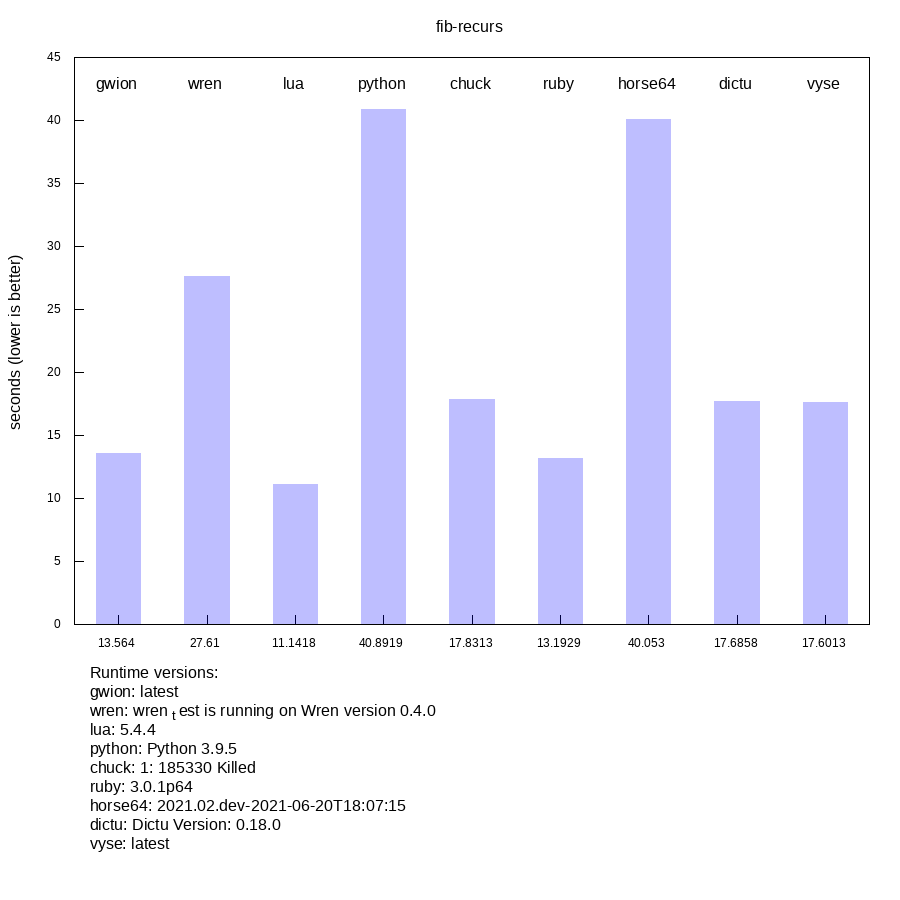 fib-recurs
45
gwion wren lua python chuck ruby horse64 dictu vyse
40
35
30
25
20
15
10
5
0
seconds (lower is better)
13.564 27.61 11.1418 40.8919 17.8313 13.1929 40.053 17.6858 17.6013
Runtime versions:
gwion: latest
wren: wren t est is running on Wren version 0.4.0
lua: 5.4.4
python: Python 3.9.5
chuck: 1: 185330 Killed
ruby: 3.0.1p64
horse64: 2021.02.dev-2021-06-20T18:07:15
dictu: Dictu Version: 0.18.0
vyse: latest